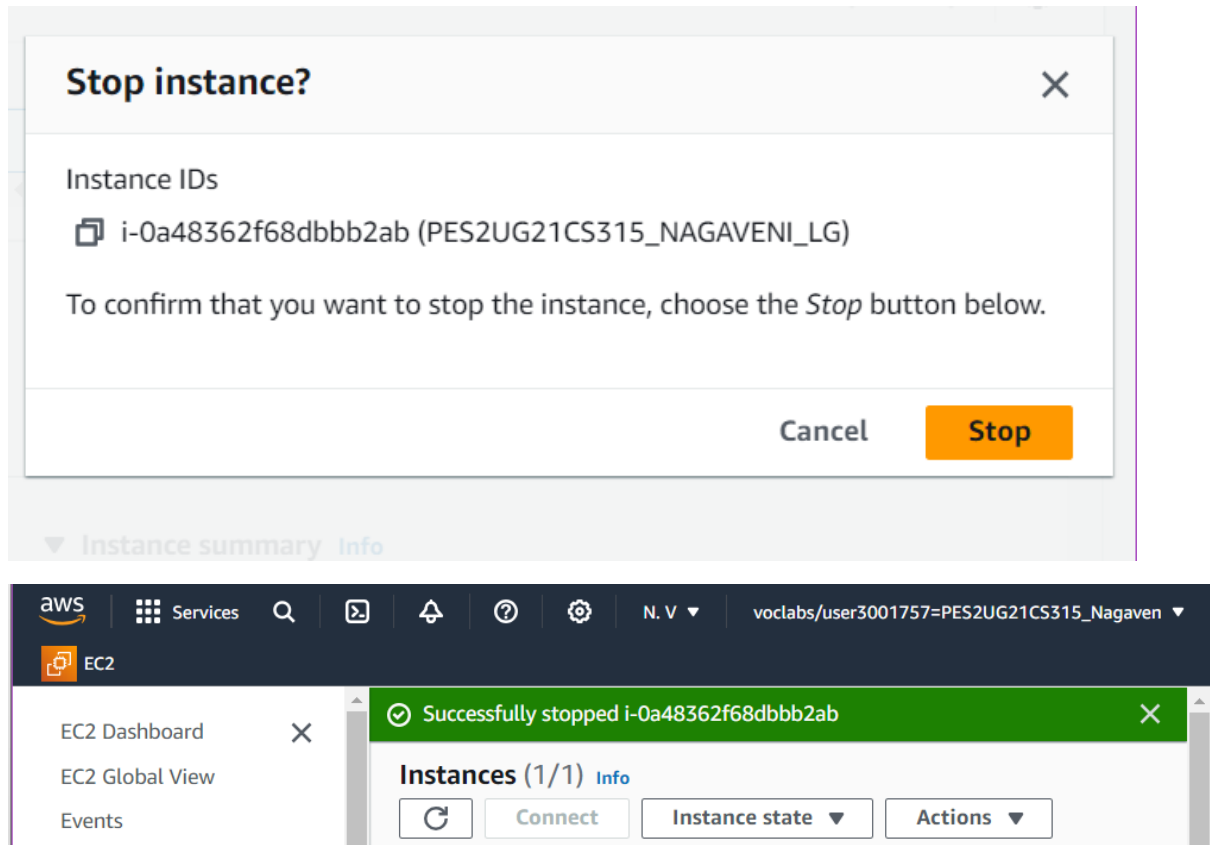 Stop instance?
Instance IDs
i-0a48362f68dbbb2ab (PES2UG21CS315_NAGAVENI_LG)
To confirm that you want to stop the instance, choose the Stop button below.
Cancel Stop
Instance summary Info
aws Services N. V voclabs/user3001757=PES2UG21CS315_Nagaven
EC2
Successfully stopped i-0a48362f68dbbb2ab
EC2 Dashboard
Instances (1/1) Info
EC2 Global View
Connect Instance state Actions
Events